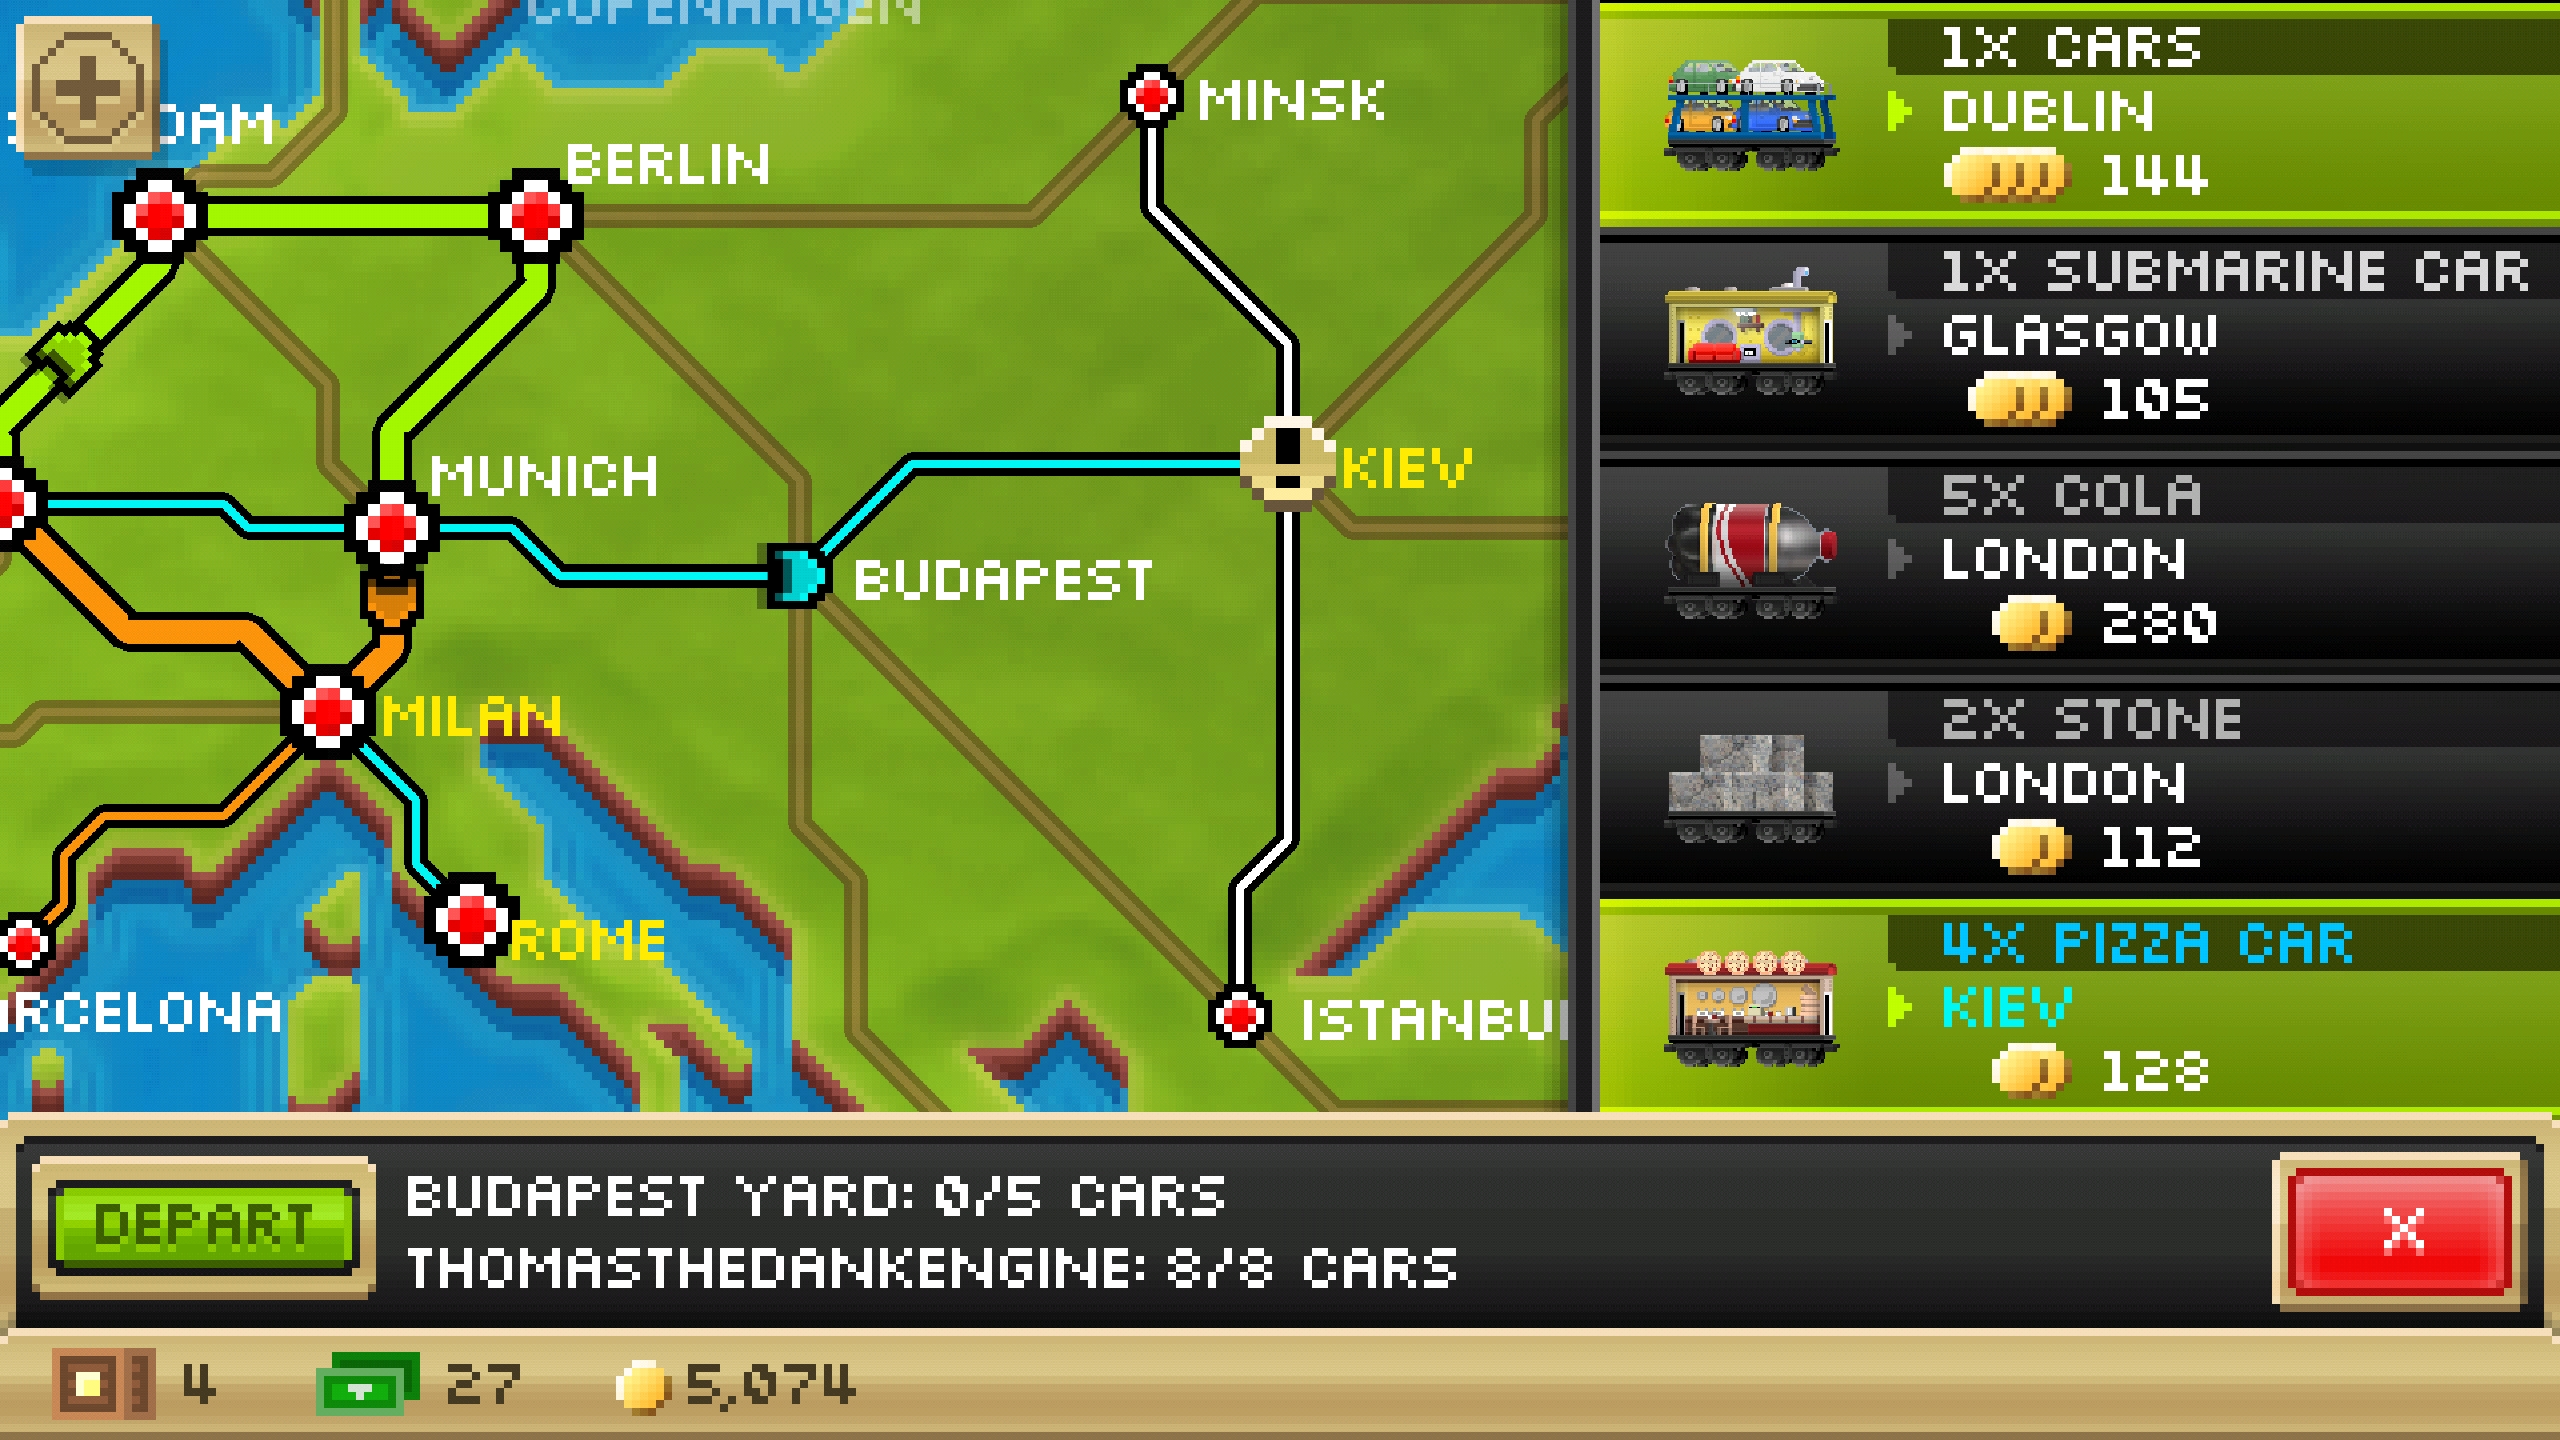 COPENHAGEN
DAM
MINSK
BERLIN
MUNICH
KIEV
BUDAPEST
MILAN
ROME
RCELONA
ISTANBU
1X CARS
DUBLIN
144
1X SUBMARINE CAR
GLASGOW
105
5X COLA
LONDON
280
2X STONE
LONDON
112
4X PIZZA CAR
KIEV
128
DEPART
BUDAPEST YARD: 0/5 CARS
THOMASTHEDANKENGINE: 8/8 CARS
X
4
27
5,074